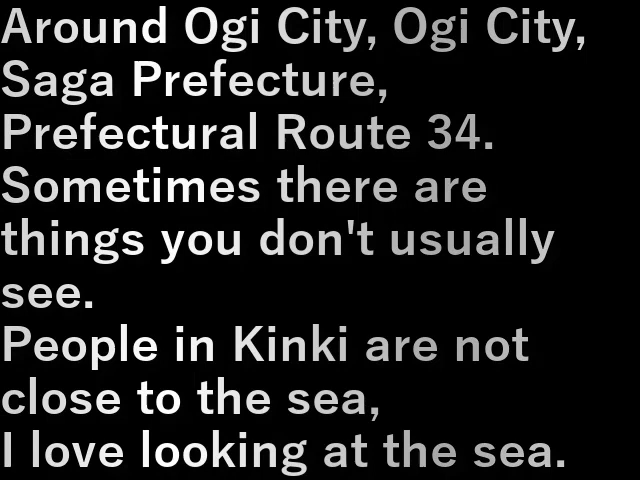 Around Ogi City, Ogi City,
Saga Prefecture,
Prefectural Route 34.
Sometimes there are
things you don't usually
see.
People in Kinki are not
close to the sea,
I love looking at the sea.